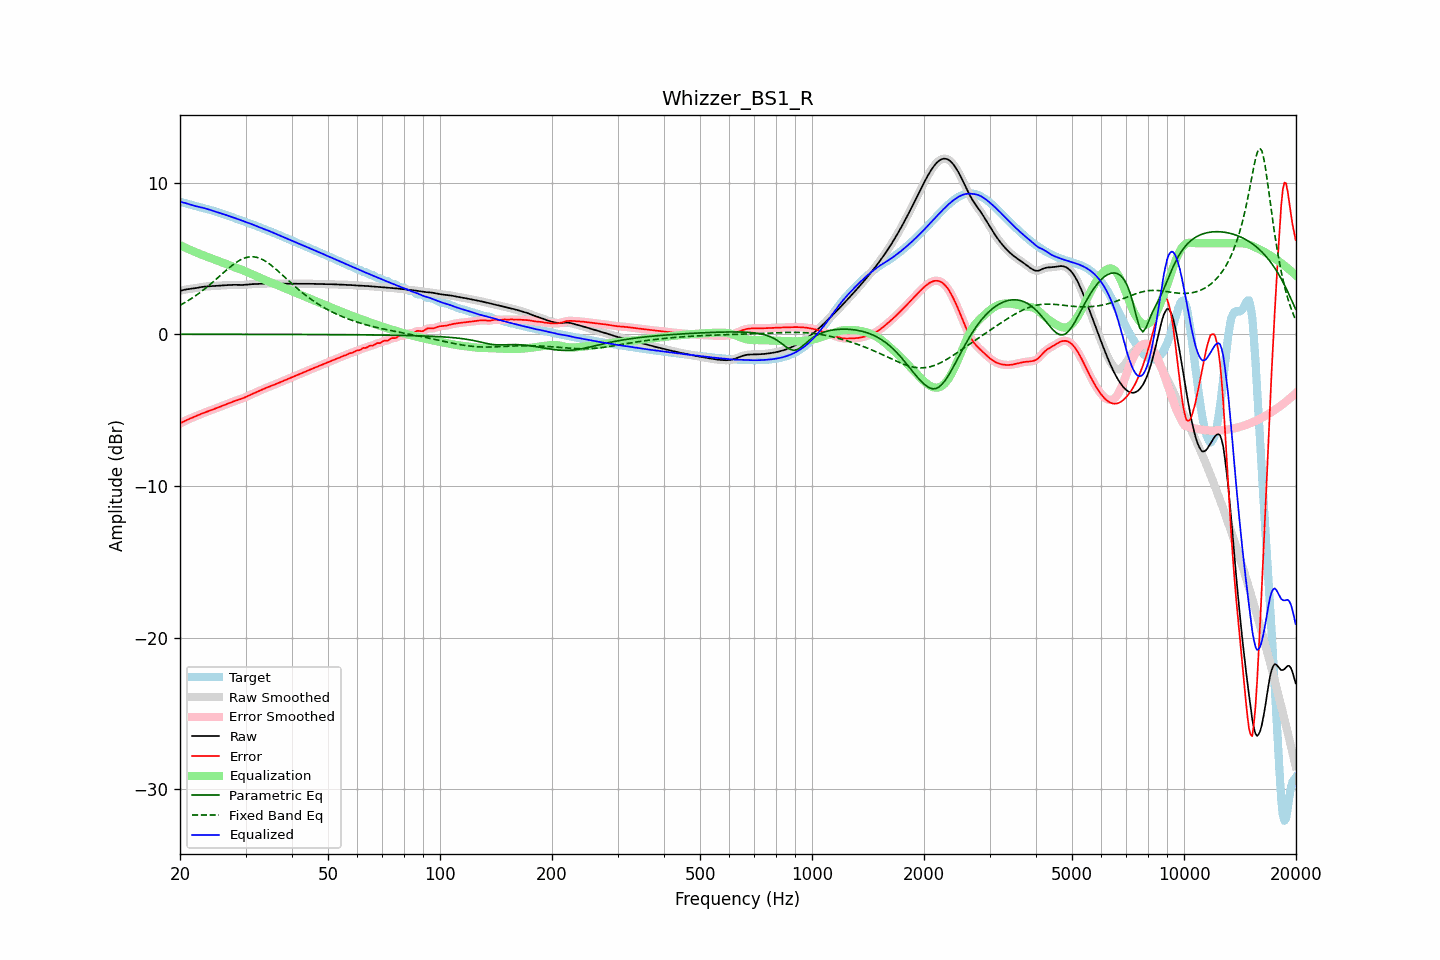 Whizzer_BS1_R
Amplitude (dBr)
10
0
−10
−20
−30
Target
Raw Smoothed
Error Smoothed
Raw
Error
Equalization
Parametric Eq
Fixed Band Eq
Equalized
20 50 100 200 500 1000 2000 5000 10000 20000
Frequency (Hz)